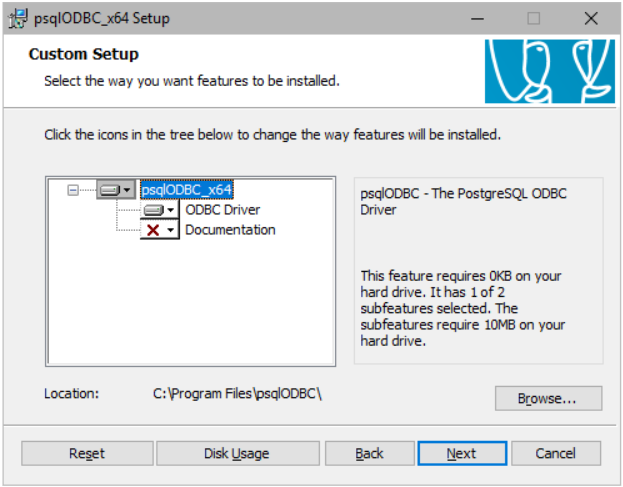 psqlODBC_x64 Setup
Custom Setup
Select the way you want features to be installed.
Click the icons in the tree below to change the way features will be installed.
psqlODBC_x64
ODBC Driver
Documentation
psqlODBC - The PostgreSQL ODBC
Driver
This feature requires 0KB on your
hard drive. It has 1 of 2
subfeatures selected. The
subfeatures require 10MB on your
hard drive.
Location: C:\Program Files\psqlODBC\
Browse...
Reset Disk Usage Back Next Cancel